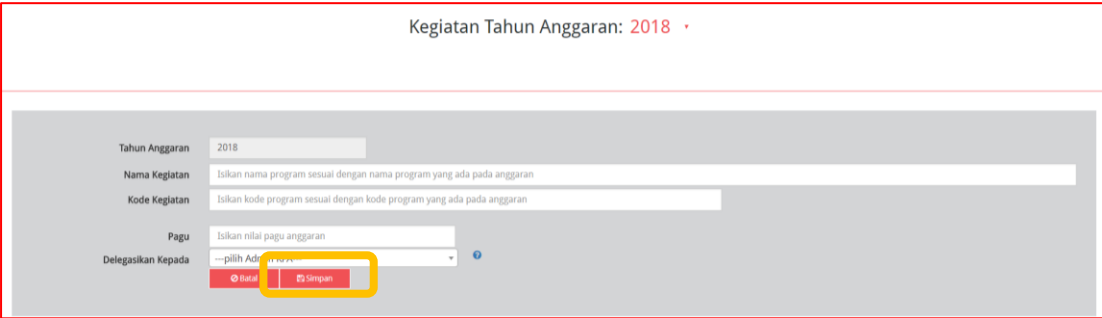 Kegiatan Tahun Anggaran: 2018
Tahun Anggaran 2018
Nama Kegiatan Isikan nama program sesuai dengan nama program yang ada pada anggaran
Kode Kegiatan Isikan kode program sesuai dengan kode program yang ada pada anggaran
Pagu Isikan nilai pagu anggaran
Delegasikan Kepada ---pilih
Batal Simpan